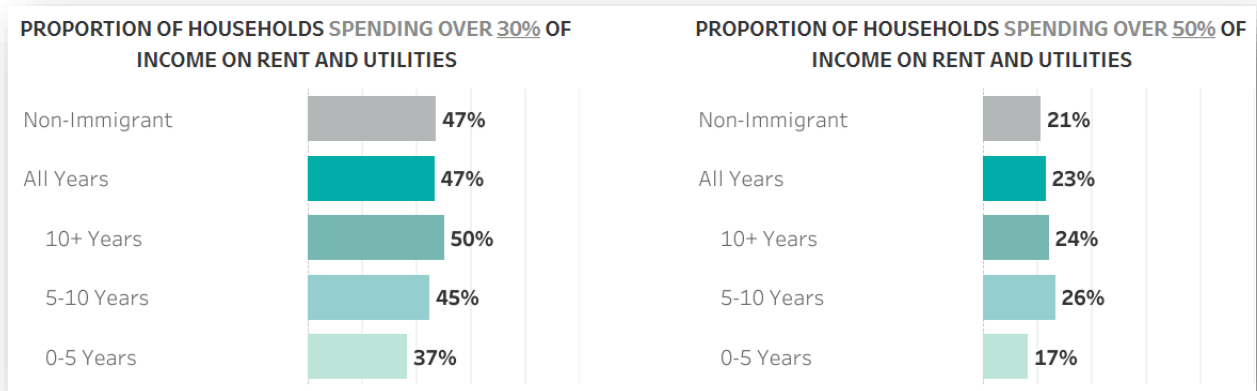 PROPORTION OF HOUSEHOLDS SPENDING OVER 30% OF
INCOME ON RENT AND UTILITIES
Non-Immigrant 47%
All Years 47%
10+ Years 50%
5-10 Years 45%
0-5 Years 37%
PROPORTION OF HOUSEHOLDS SPENDING OVER 50% OF
INCOME ON RENT AND UTILITIES
Non-Immigrant 21%
All Years 23%
10+ Years 24%
5-10 Years 26%
0-5 Years 17%